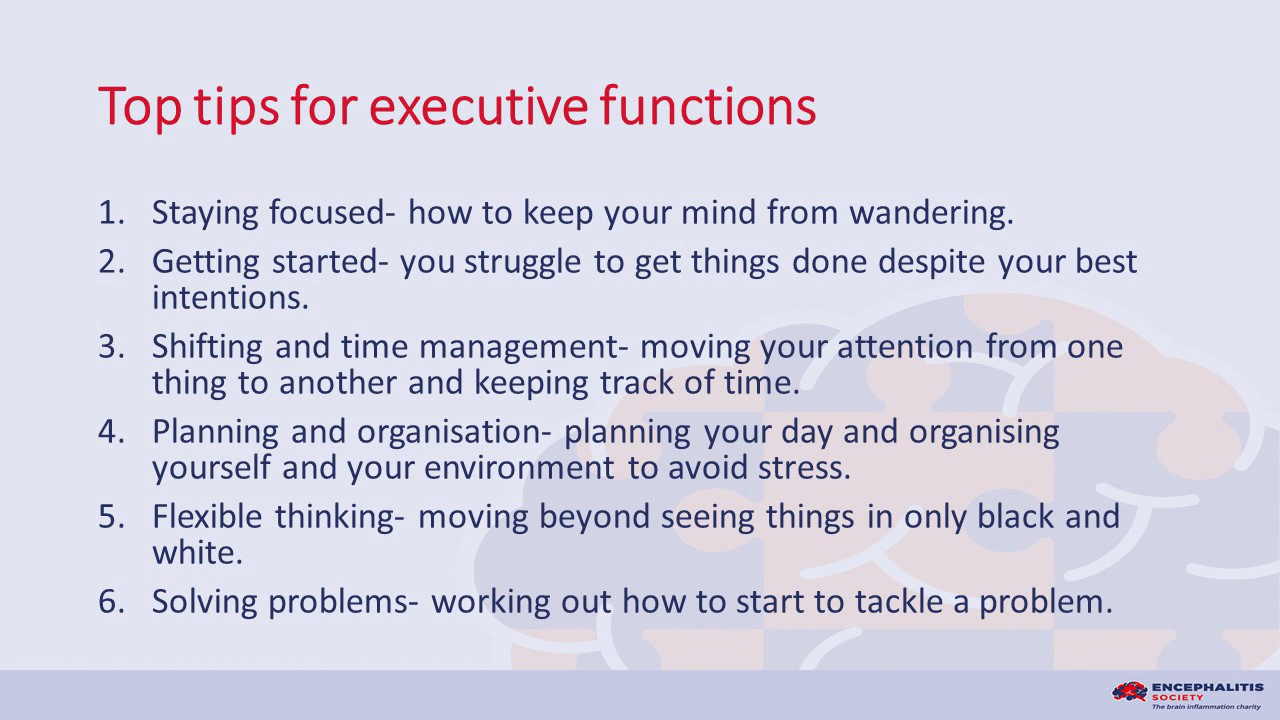 Top tips for executive functions
1. Staying focused- how to keep your mind from wandering.
2. Getting started- you struggle to get things done despite your best
intentions.
3. Shifting and time management- moving your attention from one
thing to another and keeping track of time.
4. Planning and organisation- planning your day and organising
yourself and your environment to avoid stress.
5. Flexible thinking- moving beyond seeing things in only black and
white.
6. Solving problems- working out how to start to tackle a problem.
ENCEPHALITIS
SOCIETY
The brain inflammation charity